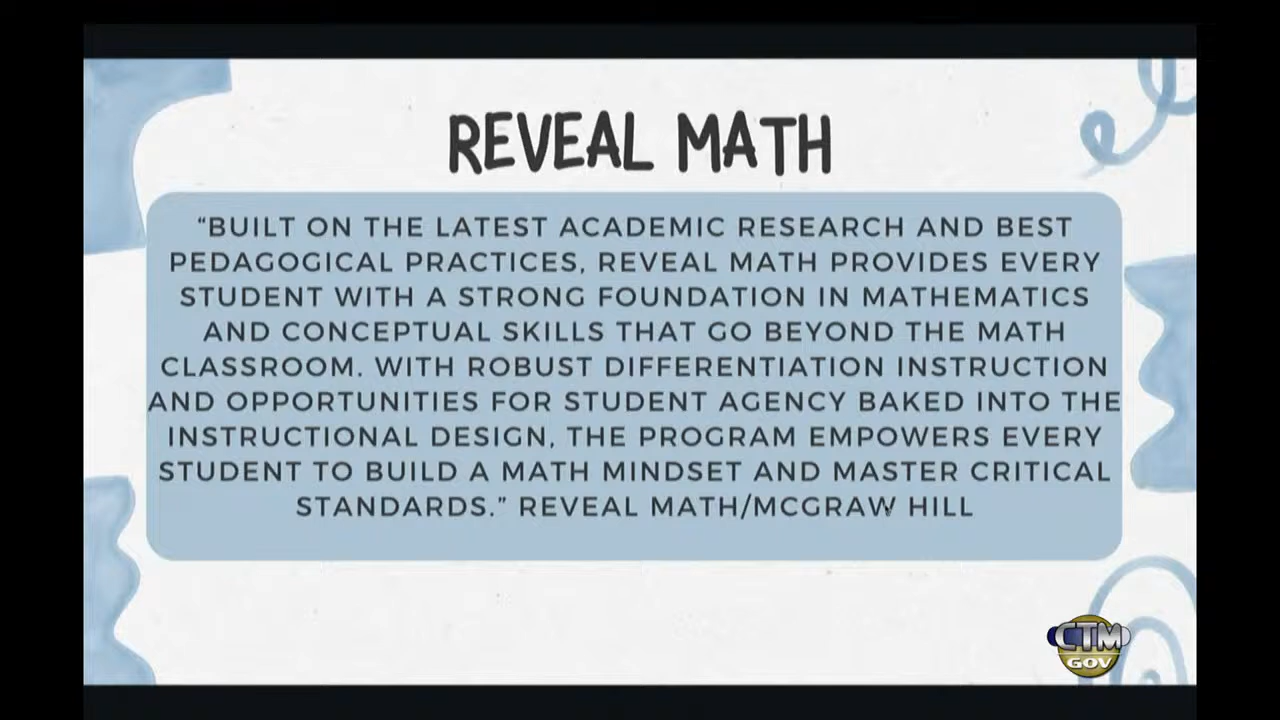 REVEAL MATH
“BUILT ON THE LATEST ACADEMIC RESEARCH AND BEST
PEDAGOGICAL PRACTICES, REVEAL MATH PROVIDES EVERY
STUDENT WITH A STRONG FOUNDATION IN MATHEMATICS
AND CONCEPTUAL SKILLS THAT GO BEYOND THE MATH
CLASSROOM. WITH ROBUST DIFFERENTIATION INSTRUCTION
AND OPPORTUNITIES FOR STUDENT AGENCY BAKED INTO THE
INSTRUCTIONAL DESIGN, THE PROGRAM EMPOWERS EVERY
STUDENT TO BUILD A MATH MINDSET AND MASTER CRITICAL
STANDARDS.” REVEAL MATH/MCGRAW HILL
CTM
GOV